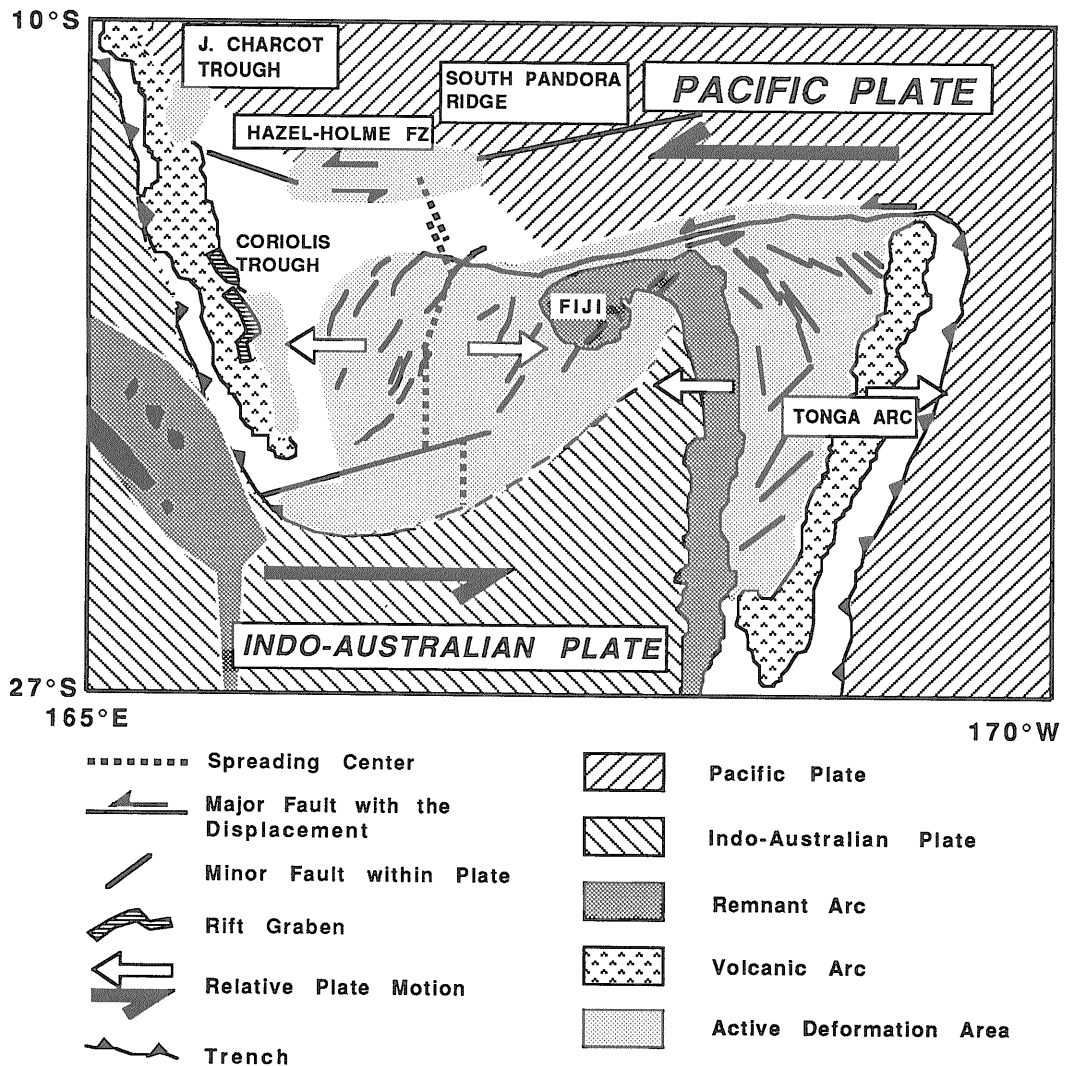 10°S
J. CHARCOT
TROUGH
SOUTH PANDORA
RIDGE
PACIFIC PLATE
HAZEL-HOLME FZ
CORIOLIS
TROUGH
FIJI
TONGA ARC
INDO-AUSTRALIAN PLATE
27°S
165°E
170°W
Spreading Center
Major Fault with the
Displacement
Minor Fault within Plate
Rift Graben
Relative Plate Motion
Trench
Pacific Plate
Indo-Australian Plate
Remnant Arc
Volcanic Arc
Active Deformation Area